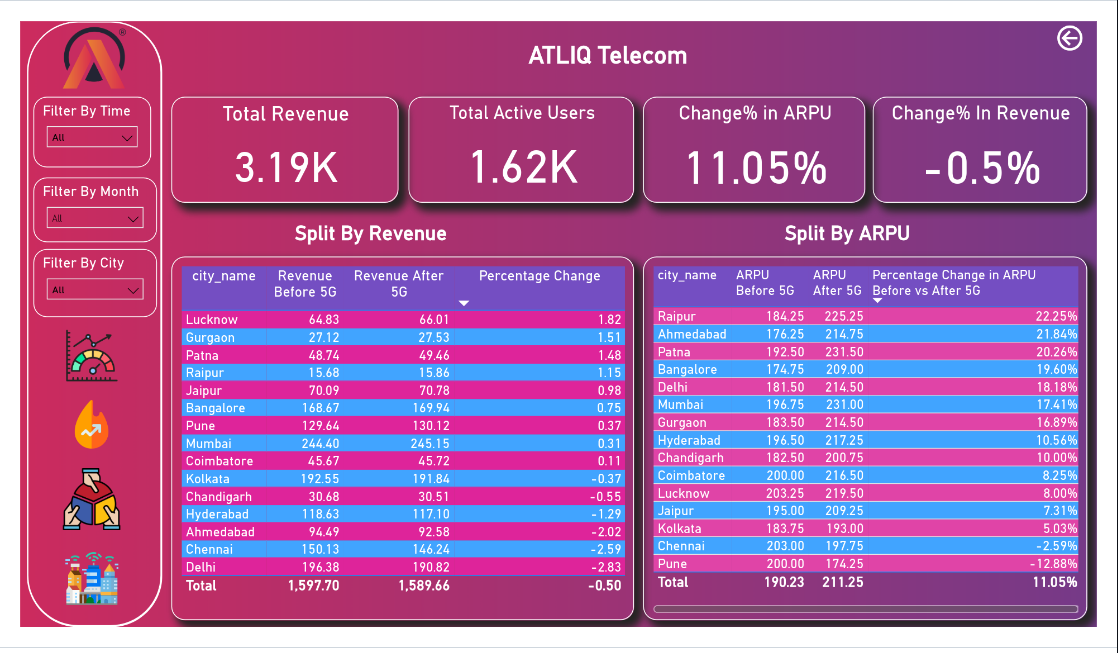 ATLIQ Telecom
®
Filter By Time
All
Filter By Month
All
Filter By City
All
Total Revenue
3.19K
Total Active Users
1.62K
Change% in ARPU
11.05%
Change% In Revenue
-0.5%
Split By Revenue
city_name Revenue Before 5G Revenue After 5G Percentage Change
Lucknow 64.83 66.01 1.82
Gurgaon 27.12 27.53 1.51
Patna 48.74 49.46 1.48
Raipur 15.68 15.86 1.15
Jaipur 70.09 70.78 0.98
Bangalore 168.67 169.94 0.75
Pune 129.64 130.12 0.37
Mumbai 244.40 245.15 0.31
Coimbatore 45.67 45.72 0.11
Kolkata 192.55 191.84 -0.37
Chandigarh 30.68 30.51 -0.55
Hyderabad 118.63 117.10 -1.29
Ahmedabad 94.49 92.58 -2.02
Chennai 150.13 146.24 -2.59
Delhi 196.38 190.82 -2.83
Total 1,597.70 1,589.66 -0.50
Split By ARPU
city_name ARPU Before 5G ARPU After 5G Percentage Change in ARPU Before vs After 5G
Raipur 184.25 225.25 22.25%
Ahmedabad 176.25 214.75 21.84%
Patna 192.50 231.50 20.26%
Bangalore 174.75 209.00 19.60%
Delhi 181.50 214.50 18.18%
Mumbai 196.75 231.00 17.41%
Gurgaon 183.50 214.50 16.89%
Hyderabad 196.50 217.25 10.56%
Chandigarh 182.50 200.75 10.00%
Coimbatore 200.00 216.50 8.25%
Lucknow 203.25 219.50 8.00%
Jaipur 195.00 209.25 7.31%
Kolkata 183.75 193.00 5.03%
Chennai 203.00 197.75 -2.59%
Pune 200.00 174.25 -12.88%
Total 190.23 211.25 11.05%